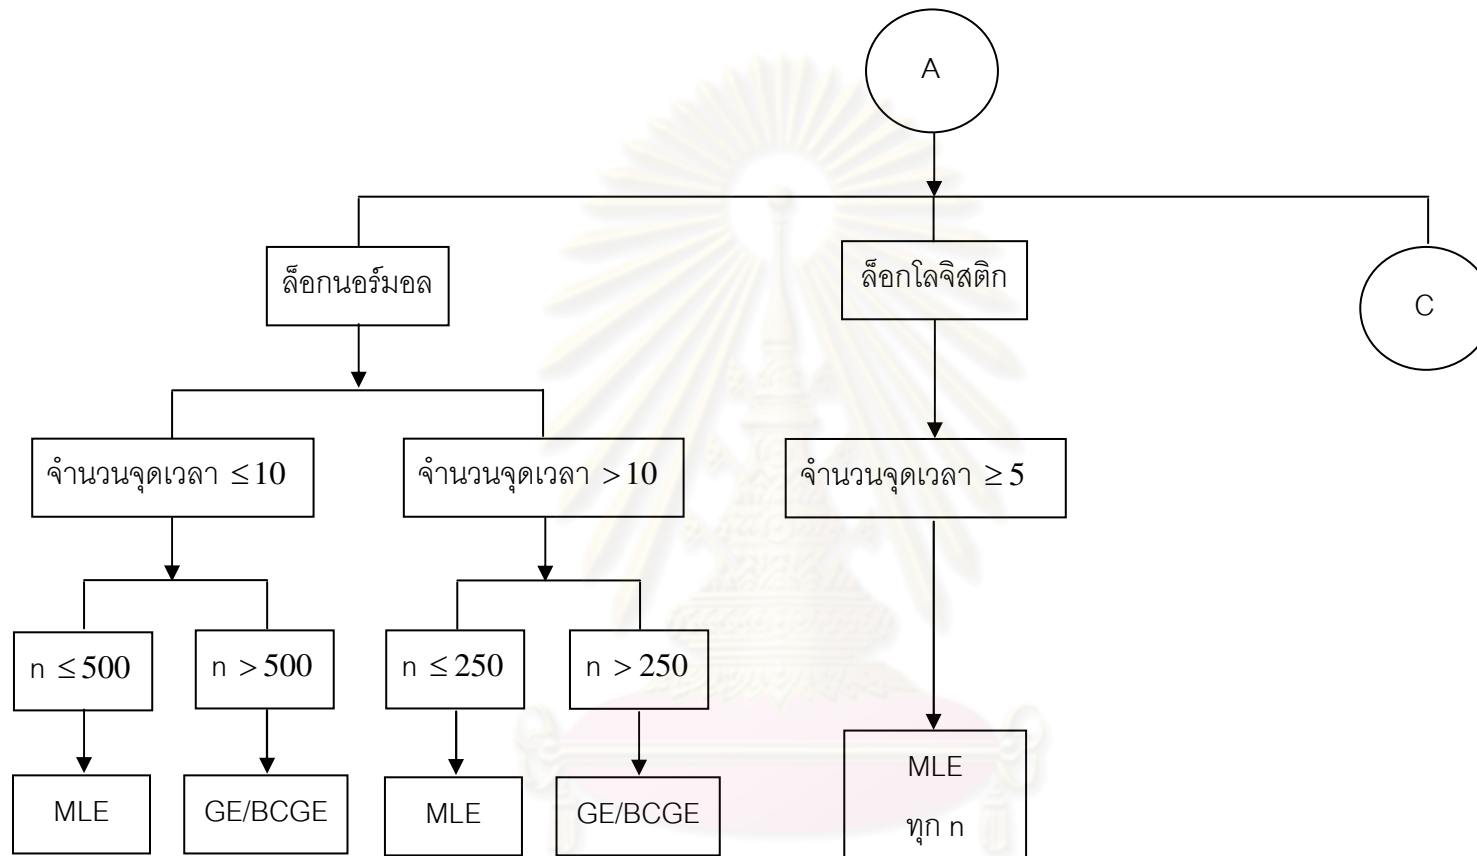 A
ล็อกนอร์มอล
ล็อกโลจิสติก
C
จำนวนจุดเวลา ≤ 10
จำนวนจุดเวลา > 10
จำนวนจุดเวลา ≥ 5
n ≤ 500
n > 500
n ≤ 250
n > 250
MLE
GE/BCGE
MLE
GE/BCGE
MLE
ทุก n